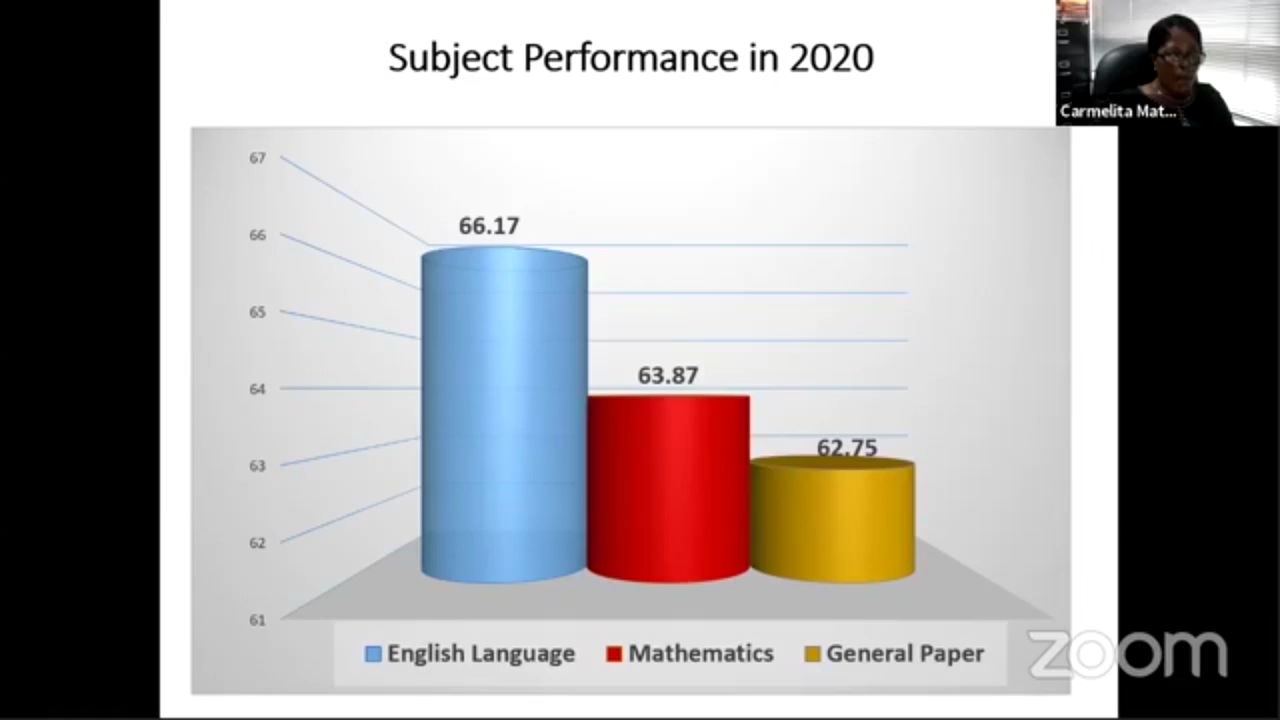 Subject Performance in 2020
Carmelita Mat...
67
66
65
64
63
62
61
66.17
63.87
62.75
English Language Mathematics General Paper
zoom